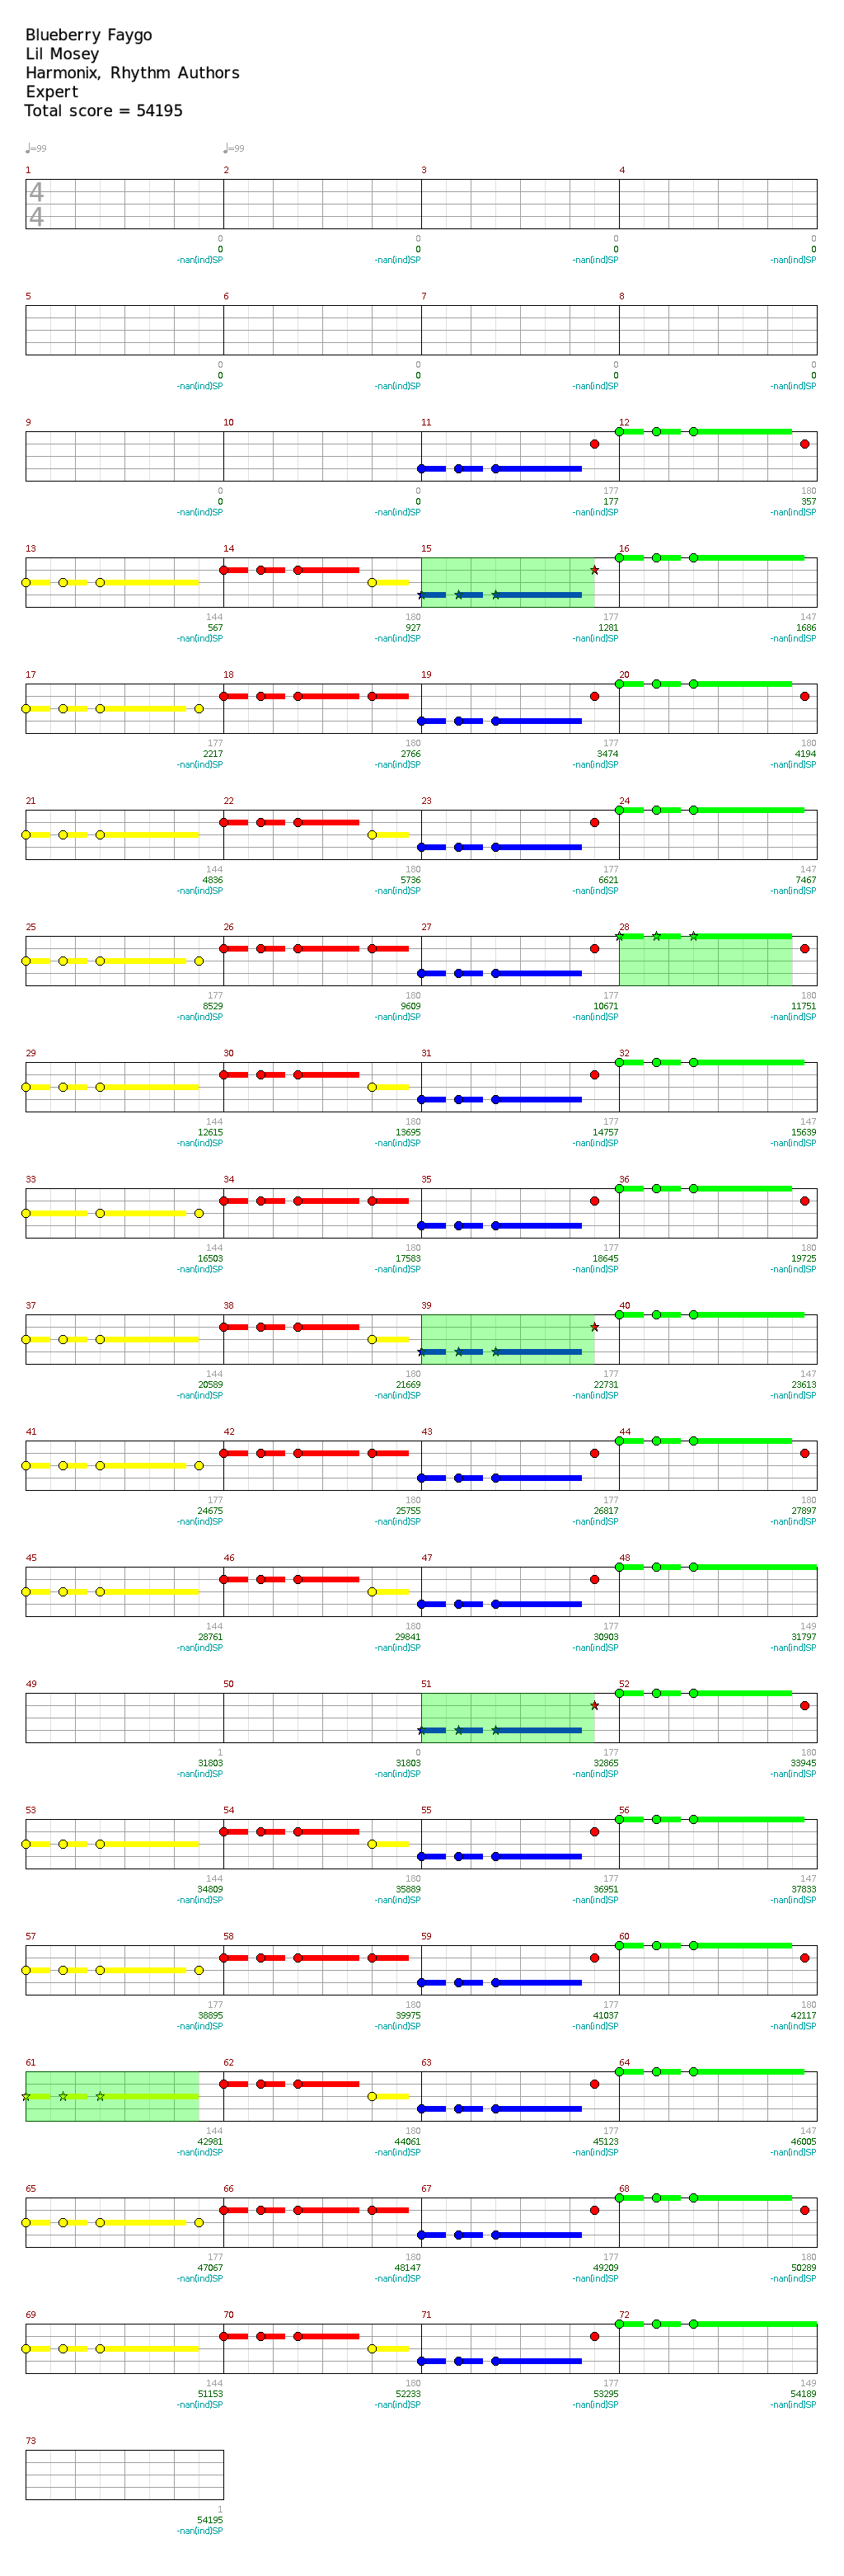 Blueberry Faygo
Lil Mosey
Harmonix, Rhythm Authors
Expert
Total score = 54195
♩=99 ♩=99
1 2 3 4
4
4
0 0 0 0
0 0 0 0
-nan(ind)SP -nan(ind)SP -nan(ind)SP -nan(ind)SP
5 6 7 8
0 0 0 0
0 0 0 0
-nan(ind)SP -nan(ind)SP -nan(ind)SP -nan(ind)SP
9 10 11 12
0 0 177 180
0 0 177 357
-nan(ind)SP -nan(ind)SP -nan(ind)SP -nan(ind)SP
13 14 15 16
144 180 177 147
567 927 1281 1686
-nan(ind)SP -nan(ind)SP -nan(ind)SP -nan(ind)SP
17 18 19 20
177 180 177 180
2217 2766 3474 4194
-nan(ind)SP -nan(ind)SP -nan(ind)SP -nan(ind)SP
21 22 23 24
144 180 177 147
4836 5736 6621 7467
-nan(ind)SP -nan(ind)SP -nan(ind)SP -nan(ind)SP
25 26 27 28
177 180 177 180
8529 9609 10671 11751
-nan(ind)SP -nan(ind)SP -nan(ind)SP -nan(ind)SP
29 30 31 32
144 180 177 147
12615 13695 14757 15639
-nan(ind)SP -nan(ind)SP -nan(ind)SP -nan(ind)SP
33 34 35 36
144 180 177 180
16503 17583 18645 19725
-nan(ind)SP -nan(ind)SP -nan(ind)SP -nan(ind)SP
37 38 39 40
144 180 177 147
20589 21669 22731 23613
-nan(ind)SP -nan(ind)SP -nan(ind)SP -nan(ind)SP
41 42 43 44
177 180 177 180
24675 25755 26817 27897
-nan(ind)SP -nan(ind)SP -nan(ind)SP -nan(ind)SP
45 46 47 48
144 180 177 149
28761 29841 30903 31797
-nan(ind)SP -nan(ind)SP -nan(ind)SP -nan(ind)SP
49 50 51 52
1 0 177 180
31803 31803 32865 33945
-nan(ind)SP -nan(ind)SP -nan(ind)SP -nan(ind)SP
53 54 55 56
144 180 177 147
34809 35889 36951 37833
-nan(ind)SP -nan(ind)SP -nan(ind)SP -nan(ind)SP
57 58 59 60
177 180 177 180
38895 39975 41037 42117
-nan(ind)SP -nan(ind)SP -nan(ind)SP -nan(ind)SP
61 62 63 64
144 180 177 147
42981 44061 45123 46005
-nan(ind)SP -nan(ind)SP -nan(ind)SP -nan(ind)SP
65 66 67 68
177 180 177 180
47067 48147 49209 50289
-nan(ind)SP -nan(ind)SP -nan(ind)SP -nan(ind)SP
69 70 71 72
144 180 177 149
51153 52233 53295 54189
-nan(ind)SP -nan(ind)SP -nan(ind)SP -nan(ind)SP
73
1
54195
-nan(ind)SP